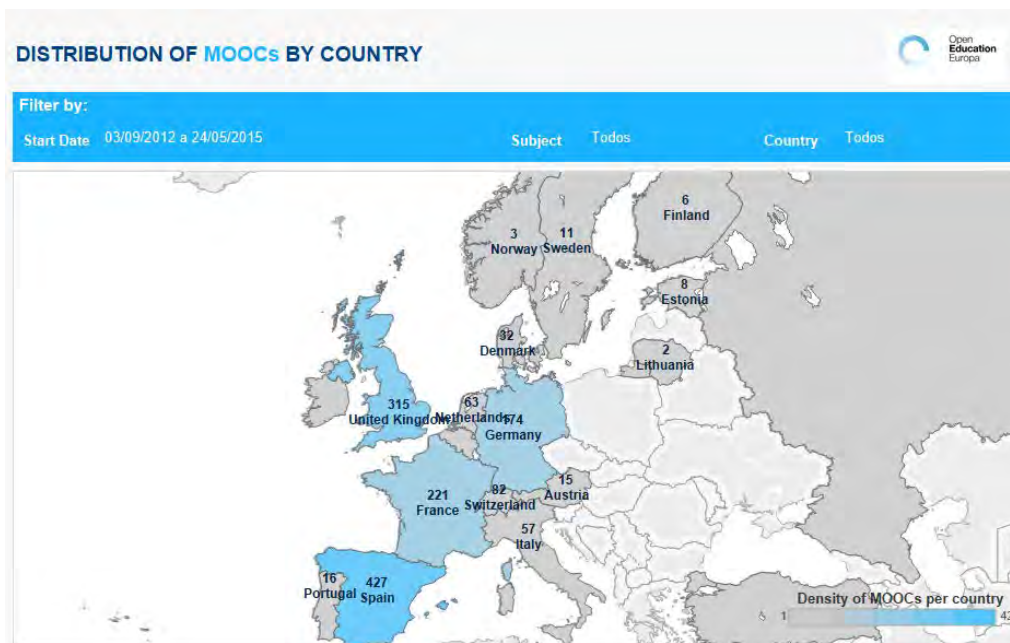 DISTRIBUTION OF MOOCs BY COUNTRY
Open
Education
Europa
Filter by:
Start Date 03/09/2012 a 24/05/2015 Subject Todos Country Todos
6
Finland
3
Norway
11
Sweden
8
Estonia
32
Denmark
2
Lithuania
315
United Kingdom
63
Netherlands
174
Germany
15
Austria
82
Switzerland
221
France
57
Italy
16
Portugal
427
Spain
Density of MOOCs per country
1